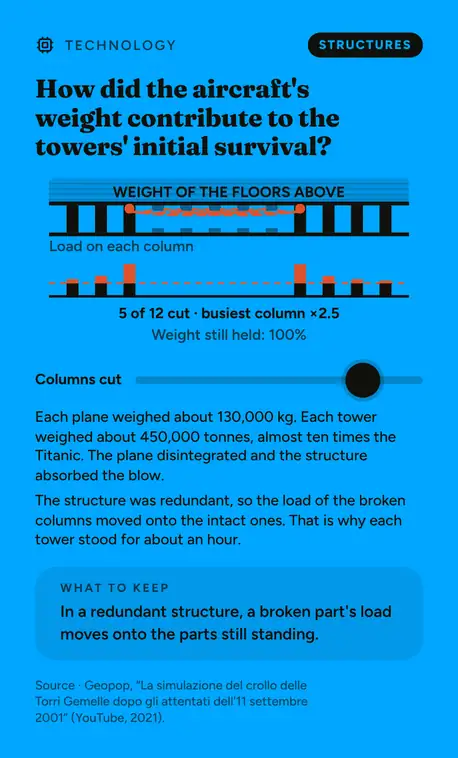 TECHNOLOGY
STRUCTURES
How did the aircraft's
weight contribute to the
towers' initial survival?
WEIGHT OF THE FLOORS ABOVE
Load on each column
5 of 12 cut · busiest column ×2.5
Weight still held: 100%
Columns cut
Each plane weighed about 130,000 kg. Each tower
weighed about 450,000 tonnes, almost ten times the
Titanic. The plane disintegrated and the structure
absorbed the blow.
The structure was redundant, so the load of the broken
columns moved onto the intact ones. That is why each
tower stood for about an hour.
WHAT TO KEEP
In a redundant structure, a broken part's load
moves onto the parts still standing.
Source · Geopop, "La simulazione del crollo delle
Torri Gemelle dopo gli attentati dell'11 settembre
2001" (YouTube, 2021).